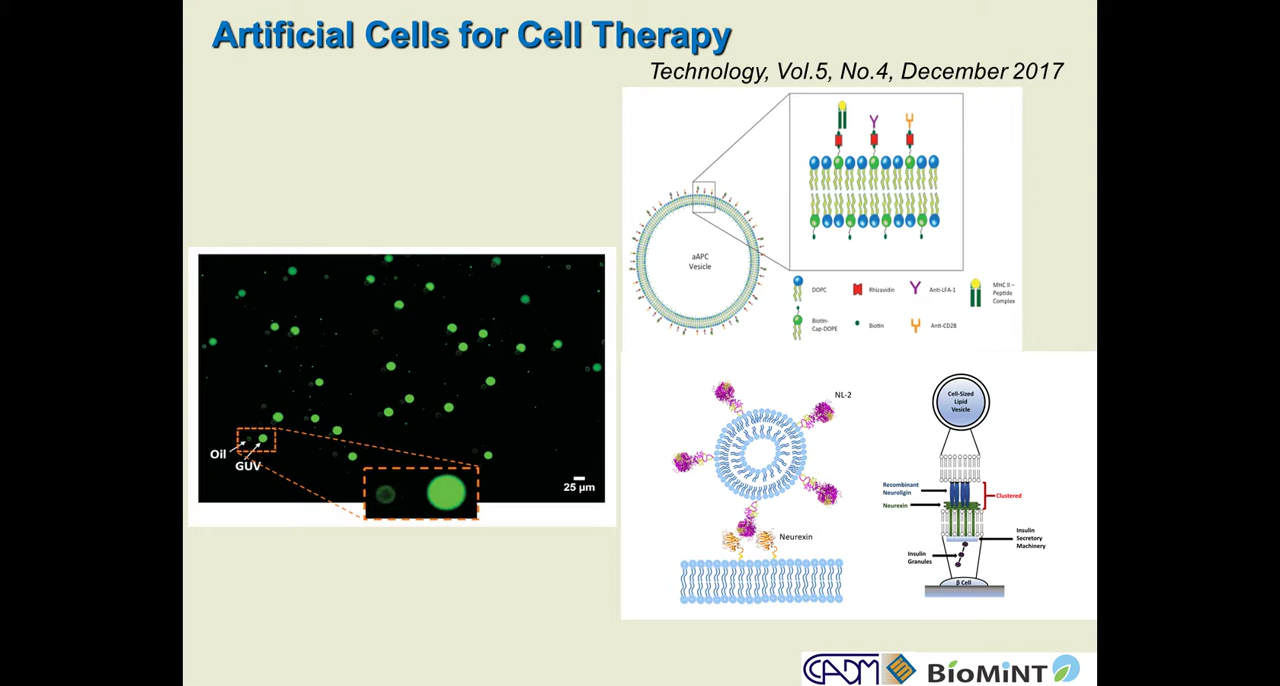 Artificial Cells for Cell Therapy
Technology, Vol.5, No.4, December 2017
aAPC
Vesicle
DOPC
Rhizavidin
Anti-LFA-1
MHC II –
Peptide
Complex
Biotin-
Cap-DOPE
Biotin
Anti-CD28
Oil
GUV
25 µm
NL-2
Neurexin
Cell-Sized
Lipid
Vesicle
Recombinant
Neuroligin
Neurexin
Clustered
Insulin
Secretory
Machinery
Insulin
Granules
β Cell
CADM
BioMiNT